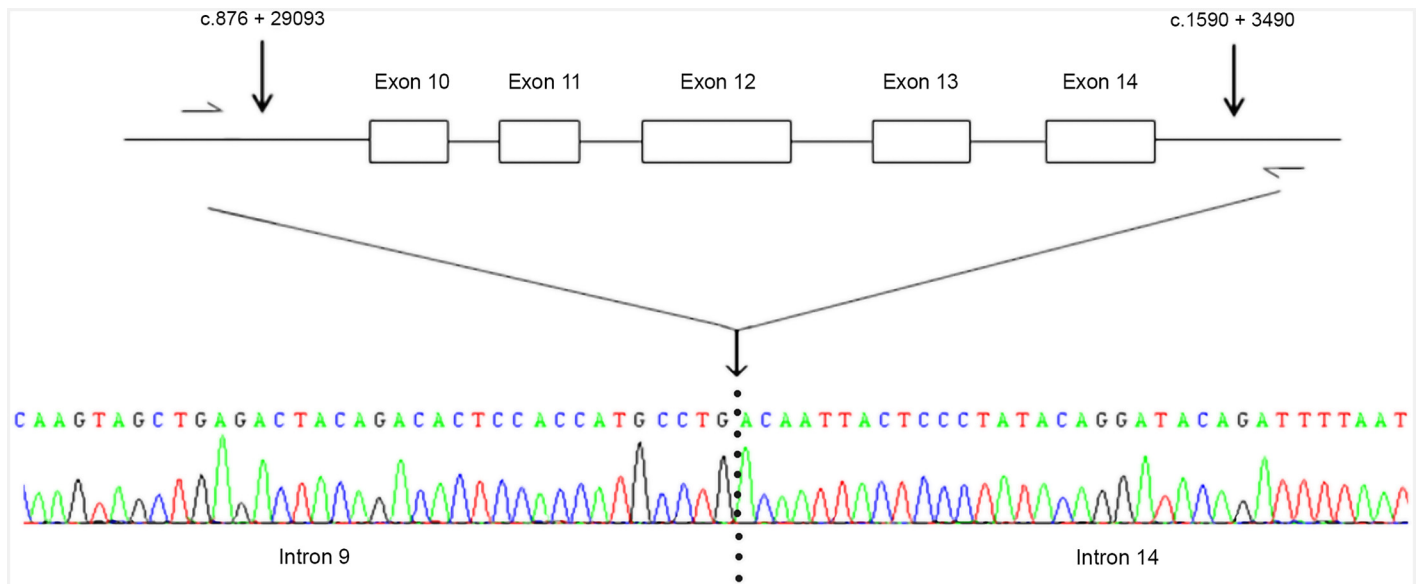 c.876 + 29093
c.1590 + 3490
Exon 10
Exon 11
Exon 12
Exon 13
Exon 14
CAAGTAGCTGAGACTACAGACACTCCACCATGCCTGACAATTACTCCCTATACAGGATACAGATTTTAAT
Intron 9
Intron 14